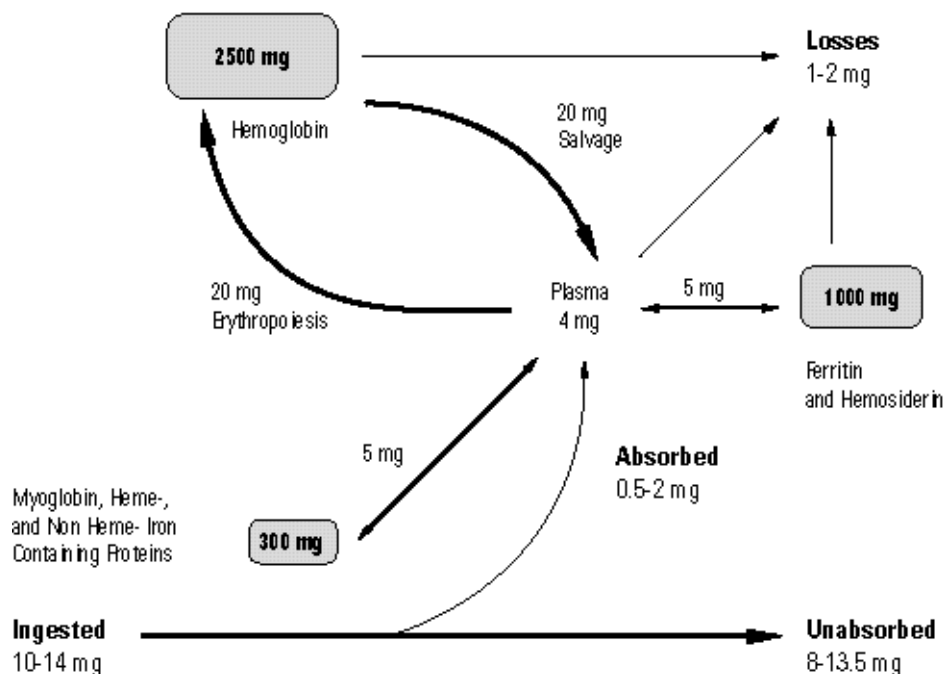 2500 mg
Hemoglobin
Losses
1-2 mg
20 mg
Salvage
20 mg
Erythropoiesis
Plasma
4 mg
5 mg
1000 mg
Ferritin
and Hemosiderin
5 mg
Absorbed
0.5-2 mg
Myoglobin, Heme-,
and Non Heme- Iron
Containing Proteins
300 mg
Ingested
10-14 mg
Unabsorbed
8-13.5 mg